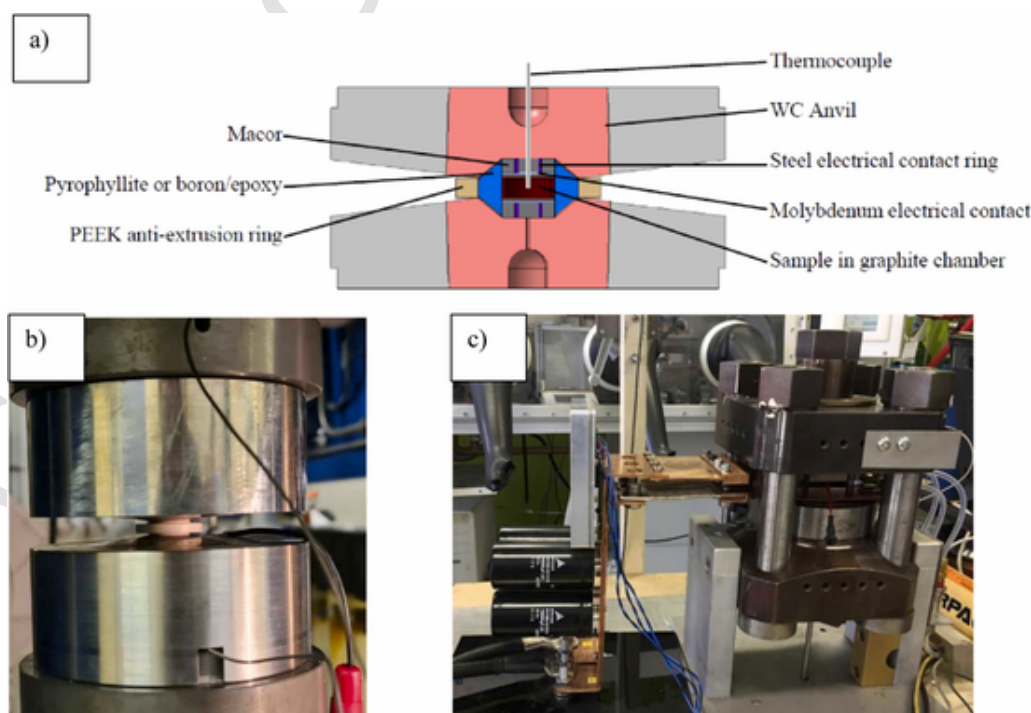 a)
Thermocouple
WC Anvil
Macor
Steel electrical contact ring
Pyrophyllite or boron/epoxy
Molybdenum electrical contact
PEEK anti-extrusion ring
Sample in graphite chamber
b)
c)
RPA